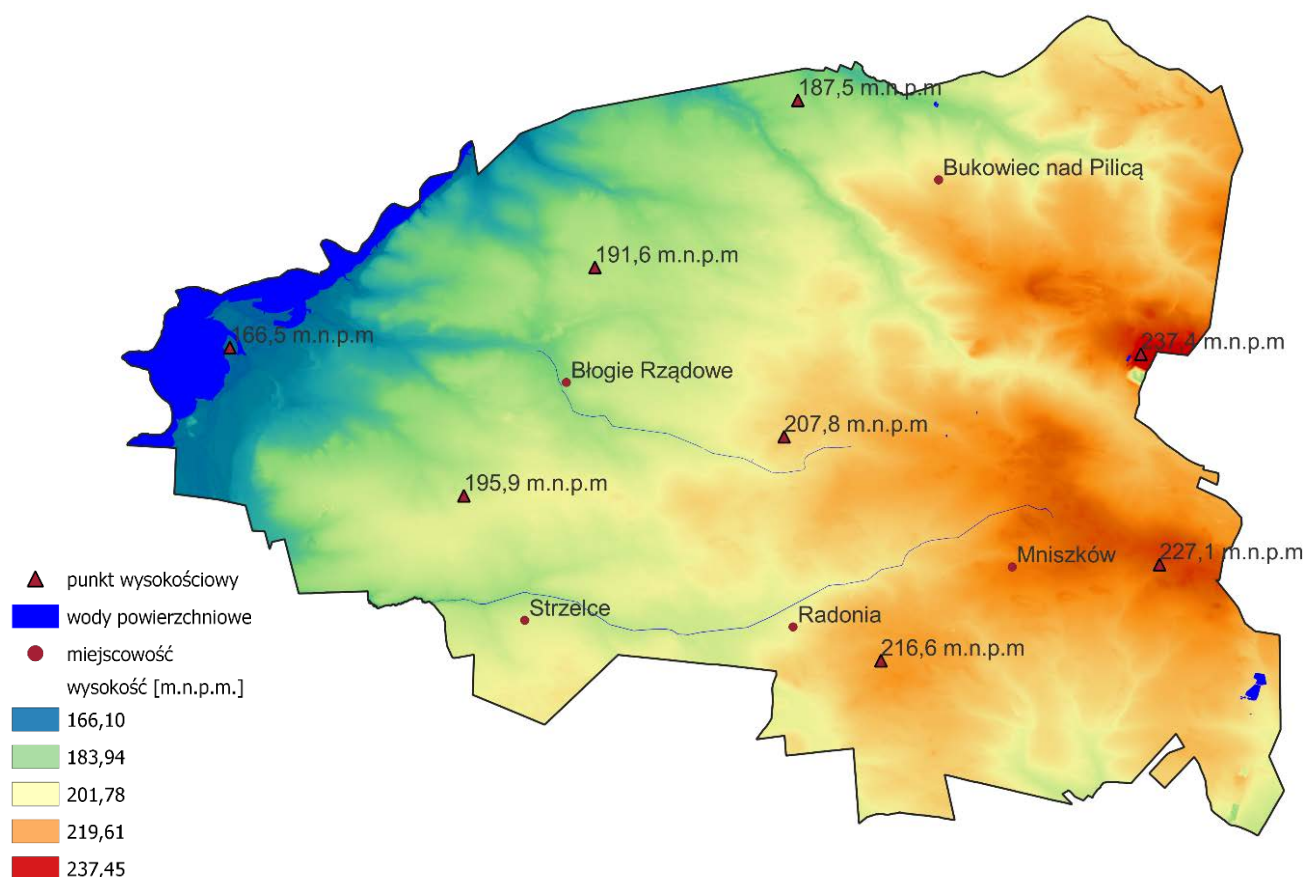 187,5 m.n.p.m
Bukowiec nad Pilicą
191,6 m.n.p.m
166,5 m.n.p.m
237,4 m.n.p.m
Błogie Rządowe
207,8 m.n.p.m
195,9 m.n.p.m
Mniszków
227,1 m.n.p.m
Strzelce
Radonia
216,6 m.n.p.m
punkt wysokościowy
wody powierzchniowe
miejscowość
wysokość [m.n.p.m.]
166,10
183,94
201,78
219,61
237,45